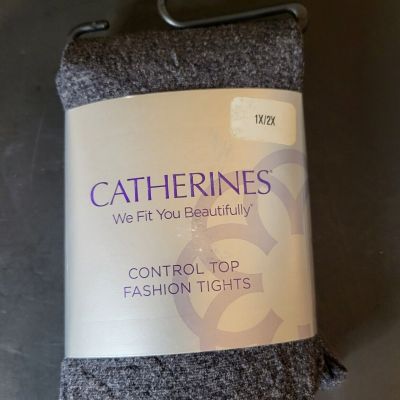 1X/2X
CATHERINES®
We Fit You Beautifully®
CONTROL TOP
FASHION TIGHTS